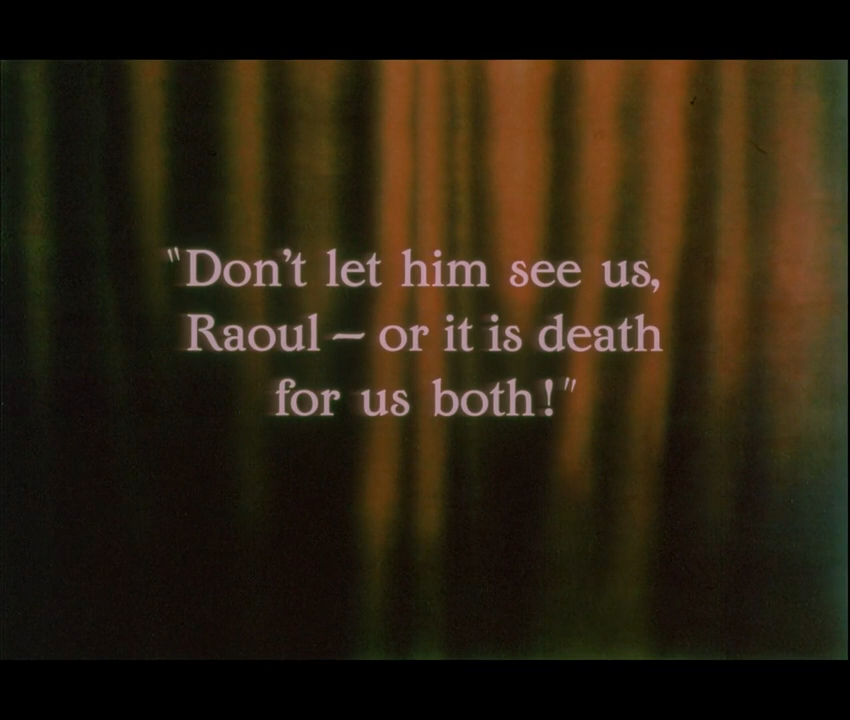 "Don't let him see us,
Raoul — or it is death
for us both!"